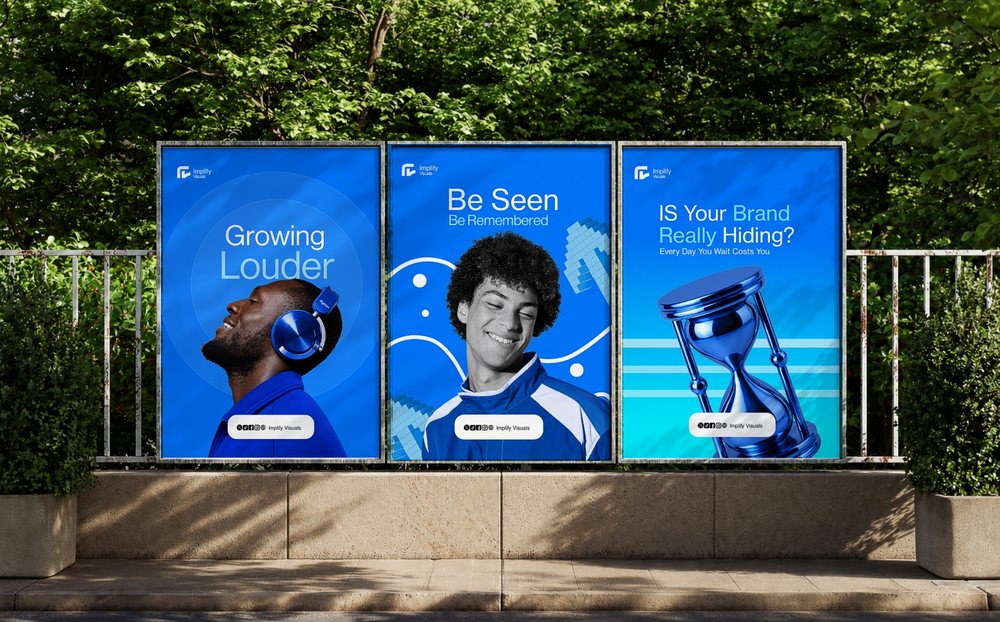 Implify
Visuals
Growing
Louder
Implify Visuals
Implify
Visuals
Be Seen
Be Remembered
Implify Visuals
Implify
Visuals
IS Your Brand
Really Hiding?
Every Day You Wait Costs You
Implify Visuals